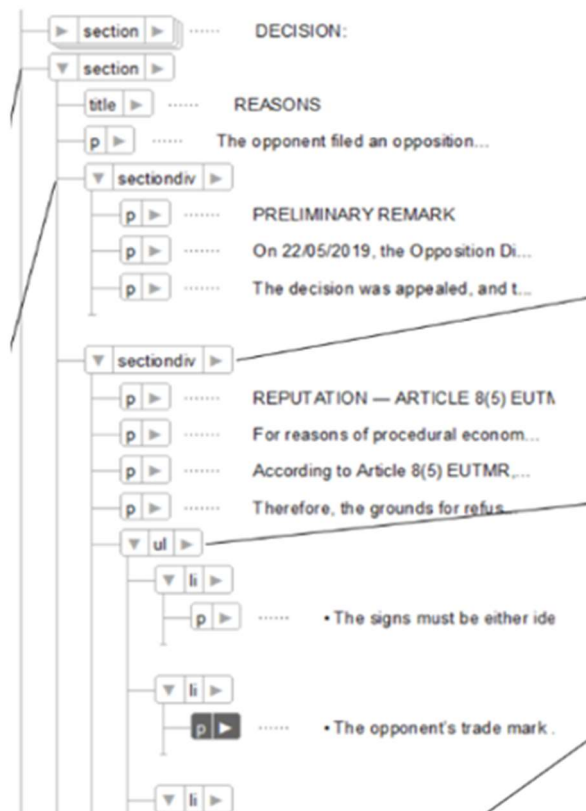 section DECISION:
section
title REASONS
p The opponent filed an opposition...
sectiondiv
p PRELIMINARY REMARK
p On 22/05/2019, the Opposition Di...
p The decision was appealed, and t...
sectiondiv
p REPUTATION — ARTICLE 8(5) EUTM
p For reasons of procedural econom...
p According to Article 8(5) EUTMR,...
p Therefore, the grounds for refus...
ul
li
p • The signs must be either ide
li
p • The opponent's trade mark .
li